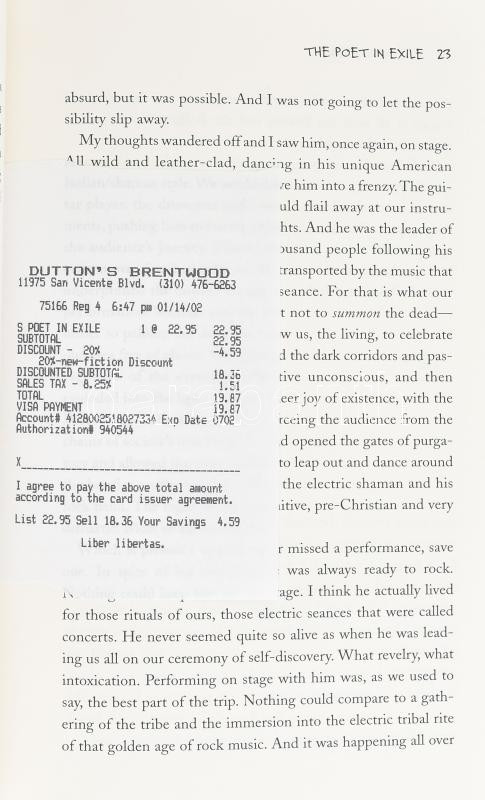 THE POET IN EXILE 23
absurd, but it was possible. And I was not going to let the pos-
sibility slip away.
My thoughts wandered off and I saw him, once again, on stage.
All wild and leather-clad, dancing in his unique American
ve him into a frenzy. The gui-
uld flail away at our instru-
hts. And he was the leader of
ousand people following his
transported by the music that
seance. For that is what our
t not to summon the dead—
w us, the living, to celebrate
d the dark corridors and pas-
tive unconscious, and then
eer joy of existence, with the
rceing the audience from the
d opened the gates of purga-
to leap out and dance around
the electric shaman and his
itive, pre-Christian and very
r missed a performance, save
was always ready to rock.
tage. I think he actually lived
for those rituals of ours, those electric seances that were called
concerts. He never seemed quite so alive as when he was lead-
ing us all on our ceremony of self-discovery. What revelry, what
intoxication. Performing on stage with him was, as we used to
say, the best part of the trip. Nothing could compare to a gath-
ering of the tribe and the immersion into the electric tribal rite
of that golden age of rock music. And it was happening all over
DUTTON'S BRENTWOOD
11975 San Vicente Blvd. (310) 476-6263
75166 Reg 4 6:47 pm 01/14/02
S POET IN EXILE 1 @ 22.95 22.95
SUBTOTAL 22.95
DISCOUNT - 20% -4.59
20%-new-fiction Discount
DISCOUNTED SUBTOTAL 18.36
SALES TAX - 8.25% 1.51
TOTAL 19.87
VISA PAYMENT 19.87
Account# 4128002518027334 Exp Date 0702
Authorization# 940544
X
I agree to pay the above total amount
according to the card issuer agreement.
List 22.95 Sell 18.36 Your Savings 4.59
Liber libertas.